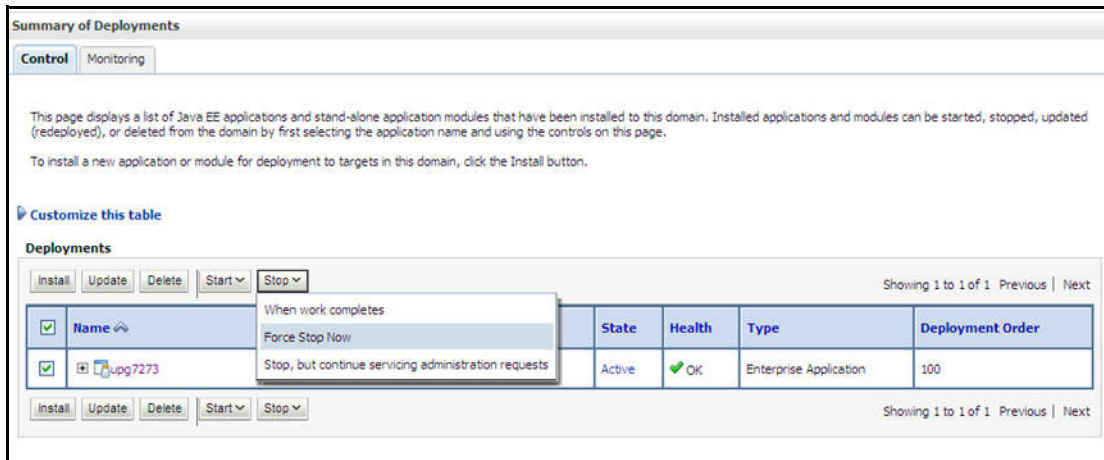 Summary of Deployments
Control Monitoring
This page displays a list of Java EE applications and stand-alone application modules that have been installed to this domain. Installed applications and modules can be started, stopped, updated
(redeployed), or deleted from the domain by first selecting the application name and using the controls on this page.
To install a new application or module for deployment to targets in this domain, click the Install button.
Customize this table
Deployments
Install Update Delete Start Stop Showing 1 to 1 of 1 Previous | Next
When work completes
Force Stop Now
Stop, but continue servicing administration requests
Name State Health Type Deployment Order
upg7273 Active OK Enterprise Application 100
Install Update Delete Start Stop Showing 1 to 1 of 1 Previous | Next